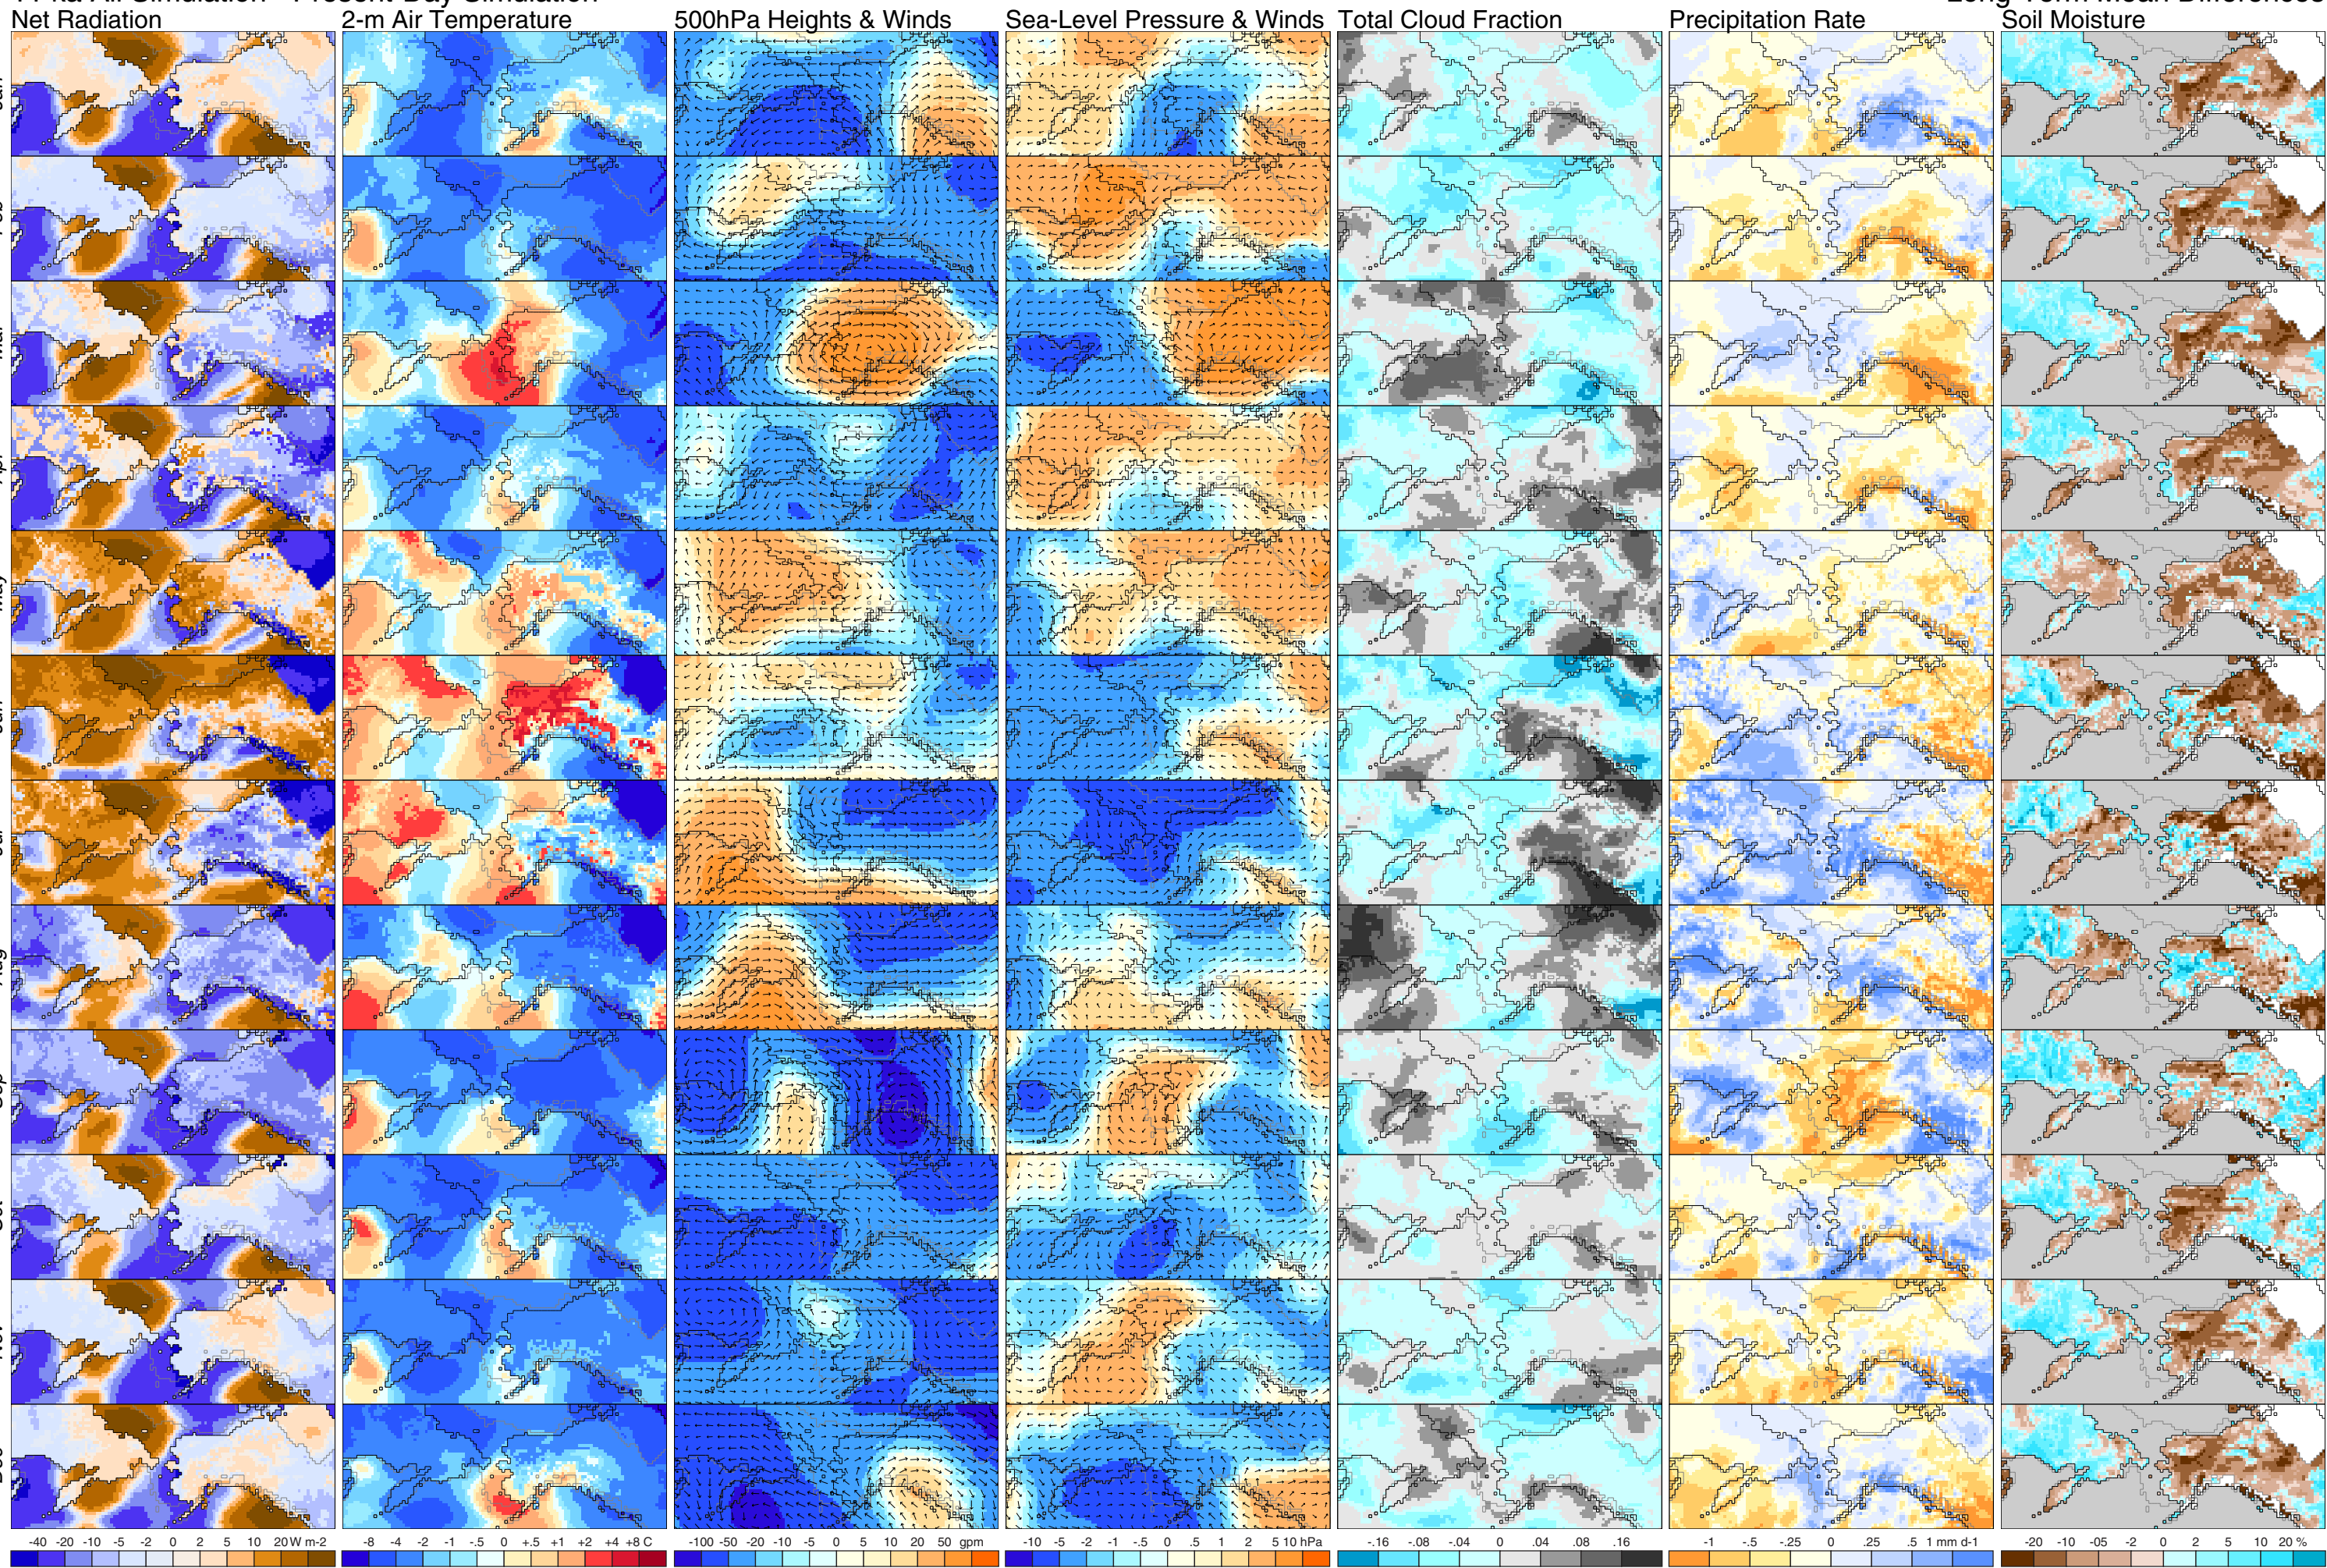 Net Radiation
2-m Air Temperature
500hPa Heights & Winds
Sea-Level Pressure & Winds
Total Cloud Fraction
Precipitation Rate
Soil Moisture
-40 -20 -10 -5 -2 0 2 5 10 20 W m-2
-8 -4 -2 -1 -.5 0 +.5 +1 +2 +4 +8 C
-100 -50 -20 -10 -5 0 5 10 20 50 gpm
-10 -5 -2 -1 -.5 0 .5 1 2 5 10 hPa
-.16 -.08 -.04 0 .04 .08 .16
-1 -.5 -.25 0 .25 .5 1 mm d-1
-20 -10 -05 -2 0 2 5 10 20 %